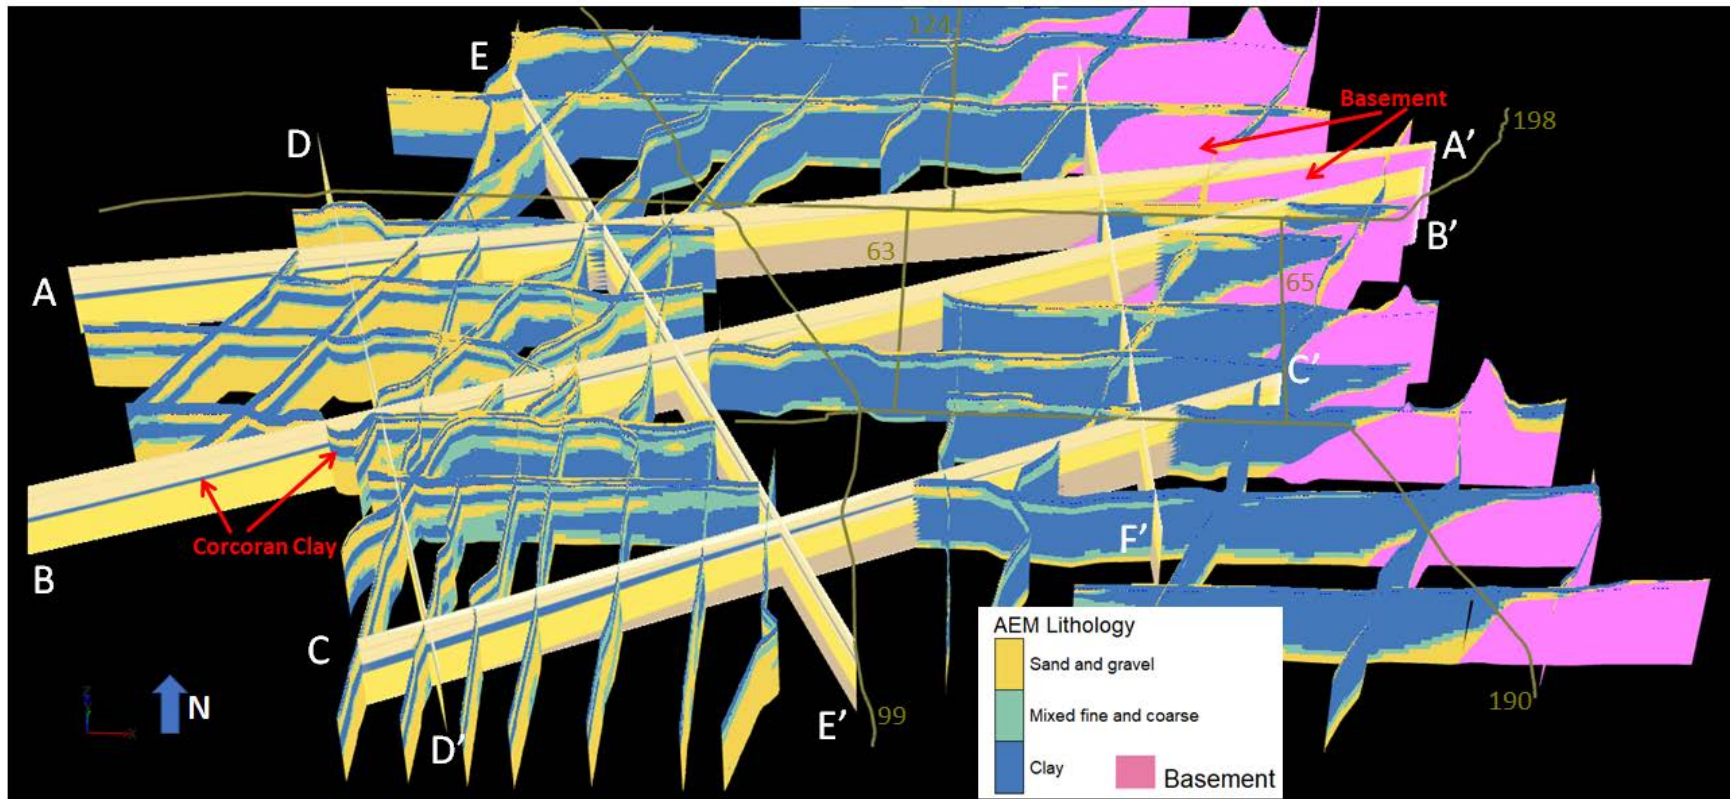 124
E
F
Basement
198
D
A’
63
B’
A
65
C’
Corcoran Clay
B
F’
C
AEM Lithology
Sand and gravel
N
E’
99
190
Mixed fine and coarse
D’
Clay
Basement